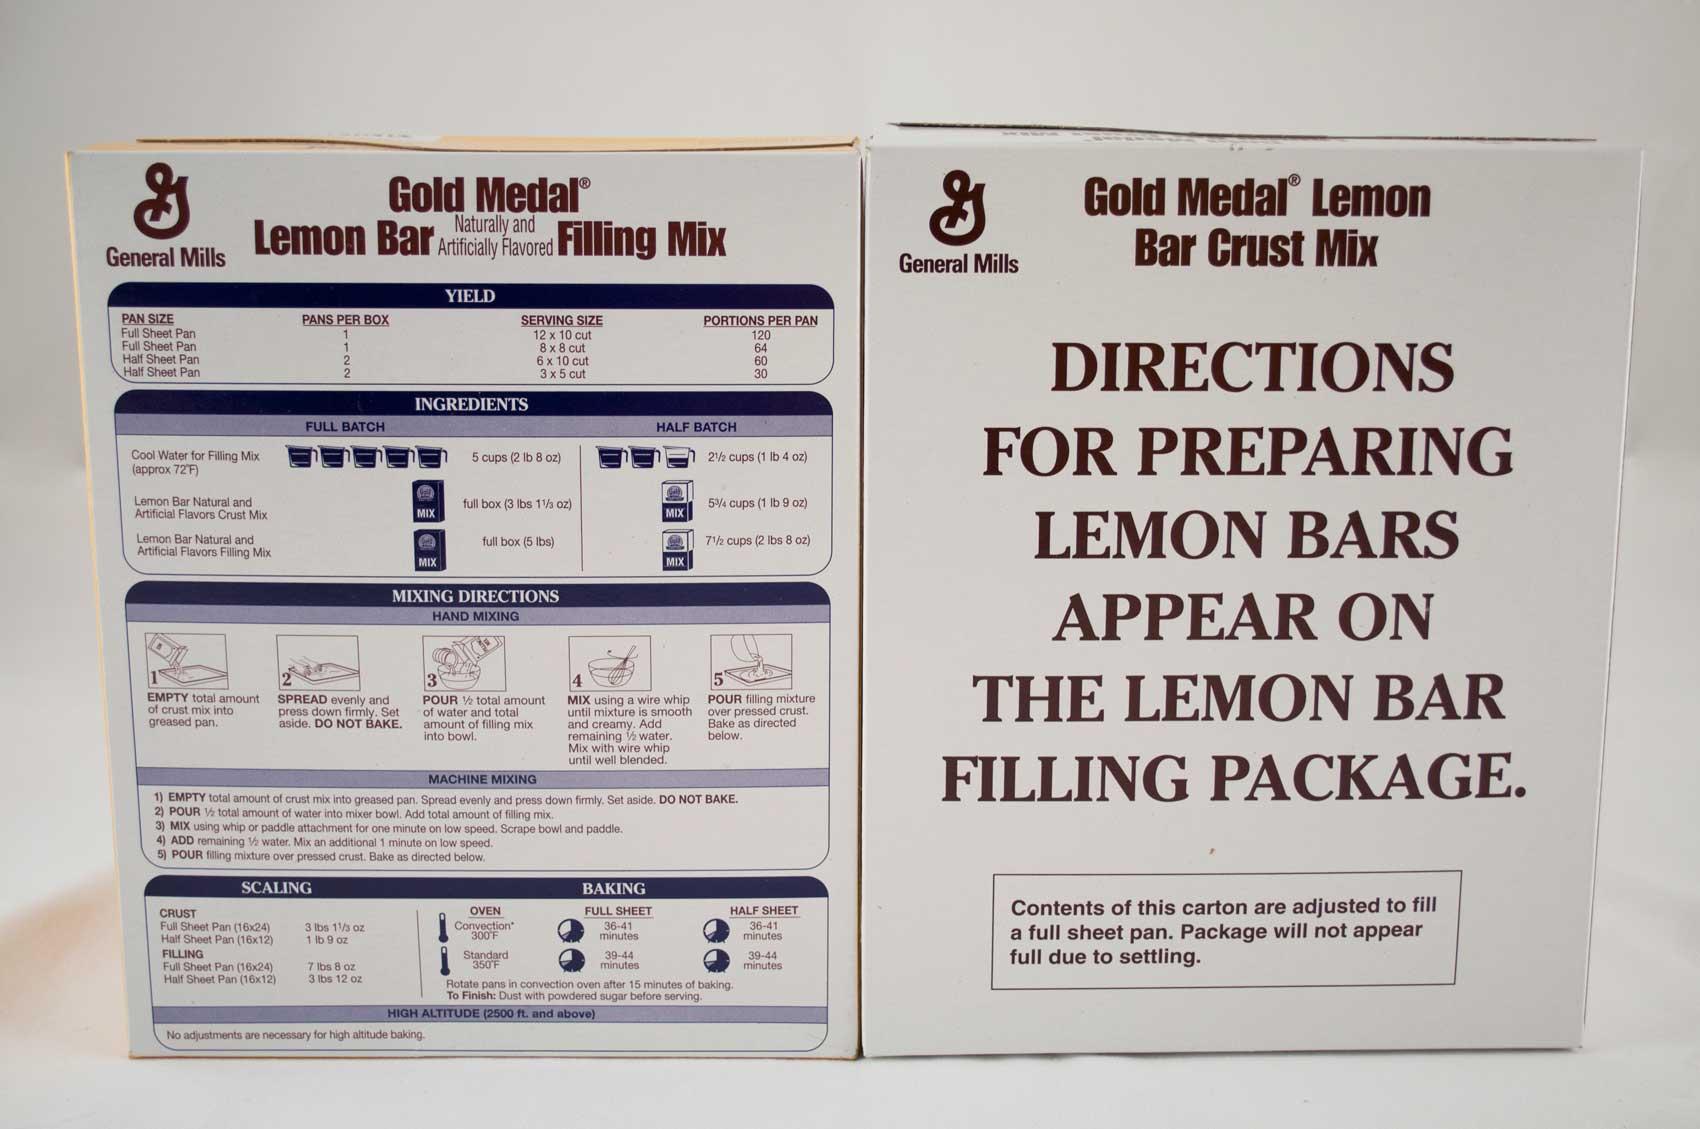 General Mills
Gold Medal®
Lemon Bar Naturally and Artificially Flavored Filling Mix
YIELD
PAN SIZE PANS PER BOX SERVING SIZE PORTIONS PER PAN
Full Sheet Pan 1 12 x 10 cut 120
Full Sheet Pan 1 8 x 8 cut 64
Half Sheet Pan 2 6 x 10 cut 60
Half Sheet Pan 2 3 x 5 cut 30
INGREDIENTS
FULL BATCH HALF BATCH
Cool Water for Filling Mix 5 cups (2 lb 8 oz) 2½ cups (1 lb 4 oz)
(approx 72°F)
Lemon Bar Natural and
Artificial Flavors Crust Mix
MIX
full box (3 lbs 1⅓ oz)
MIX
5¾ cups (1 lb 9 oz)
Lemon Bar Natural and
Artificial Flavors Filling Mix
MIX
full box (5 lbs)
MIX
7½ cups (2 lbs 8 oz)
MIXING DIRECTIONS
HAND MIXING
1
EMPTY total amount
of crust mix into
greased pan.
2
SPREAD evenly and
press down firmly. Set
aside. DO NOT BAKE.
3
POUR ½ total amount
of water and total
amount of filling mix
into bowl.
4
MIX using a wire whip
until mixture is smooth
and creamy. Add
remaining ½ water.
Mix with wire whip
until well blended.
5
POUR filling mixture
over pressed crust.
Bake as directed
below.
MACHINE MIXING
1) EMPTY total amount of crust mix into greased pan. Spread evenly and press down firmly. Set aside. DO NOT BAKE.
2) POUR ½ total amount of water into mixer bowl. Add total amount of filling mix.
3) MIX using whip or paddle attachment for one minute on low speed. Scrape bowl and paddle.
4) ADD remaining ½ water. Mix an additional 1 minute on low speed.
5) POUR filling mixture over pressed crust. Bake as directed below.
SCALING
CRUST
Full Sheet Pan (16x24) 3 lbs 1⅓ oz
Half Sheet Pan (16x12) 1 lb 9 oz
FILLING
Full Sheet Pan (16x24) 7 lbs 8 oz
Half Sheet Pan (16x12) 3 lbs 12 oz
BAKING
OVEN FULL SHEET HALF SHEET
Convection* 36-41 36-41
300°F minutes minutes
Standard 39-44 39-44
350°F minutes minutes
Rotate pans in convection oven after 15 minutes of baking.
To Finish: Dust with powdered sugar before serving.
HIGH ALTITUDE (2500 ft. and above)
No adjustments are necessary for high altitude baking.
General Mills
Gold Medal® Lemon
Bar Crust Mix
DIRECTIONS
FOR PREPARING
LEMON BARS
APPEAR ON
THE LEMON BAR
FILLING PACKAGE.
Contents of this carton are adjusted to fill
a full sheet pan. Package will not appear
full due to settling.